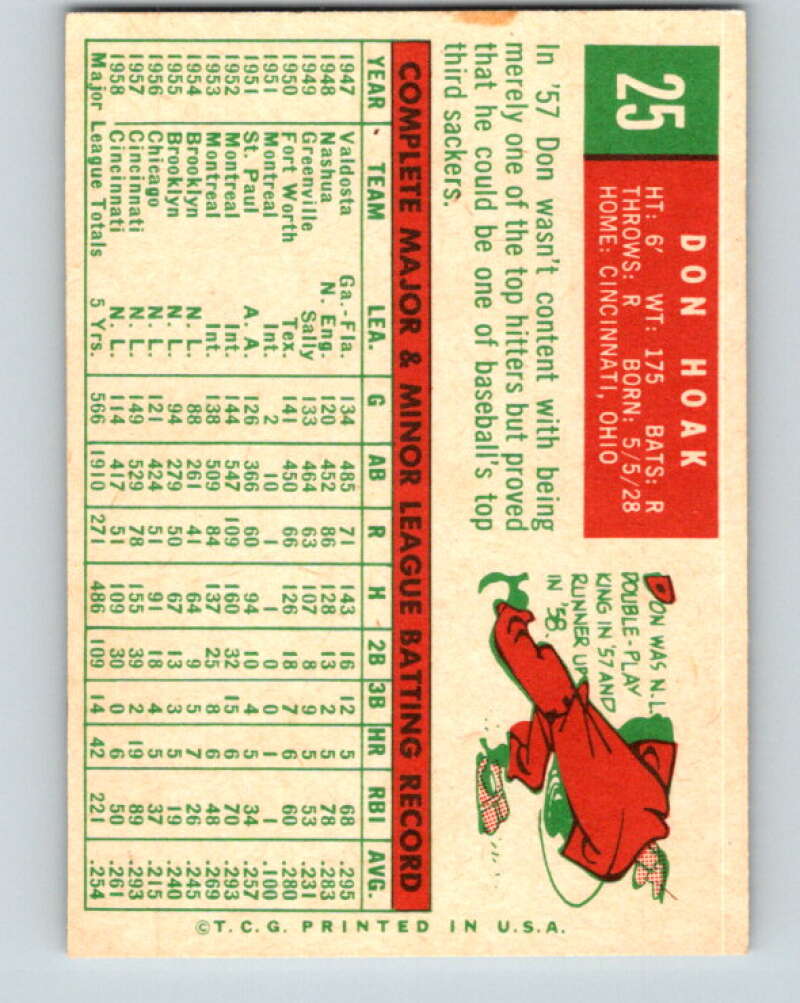 25
DON HOAK
HT: 6' WT: 175 BATS: R
THROWS: R BORN: 5/5/28
HOME: CINCINNATI, OHIO
In '57 Don wasn't content with being
merely one of the top hitters but proved
that he could be one of baseball's top
third sackers.
DON WAS N.L.
DOUBLE-PLAY
KING IN '57 AND
RUNNER UP
IN '58.
COMPLETE MAJOR & MINOR LEAGUE BATTING RECORD
YEAR TEAM LEA. G AB R H 2B 3B HR RBI AVG.
1947 Valdosta Ga.-Fla. 134 485 71 143 16 12 5 68 .295
1948 Nashua N. Eng. 120 452 86 128 13 2 5 78 .283
1949 Greenville Sally 133 464 63 107 8 9 5 53 .231
1950 Fort Worth Tex. 141 450 66 126 18 7 6 60 .280
1951 Montreal Int. 2 10 1 1 0 0 1 1 .100
1951 St. Paul A. A. 126 366 60 94 10 4 5 34 .257
1952 Montreal Int. 144 547 109 160 32 15 6 70 .293
1953 Montreal Int. 138 509 84 137 25 8 6 48 .269
1954 Brooklyn N. L. 88 261 41 64 9 5 7 26 .245
1955 Brooklyn N. L. 94 279 50 67 13 3 5 19 .240
1956 Chicago N. L. 121 424 51 91 18 4 5 37 .215
1957 Cincinnati N. L. 149 529 78 155 39 2 19 89 .293
1958 Cincinnati N. L. 114 417 51 109 30 0 6 50 .261
Major League Totals 5 Yrs. 566 1910 271 486 109 14 42 221 .254
© T.C.G. PRINTED IN U.S.A.